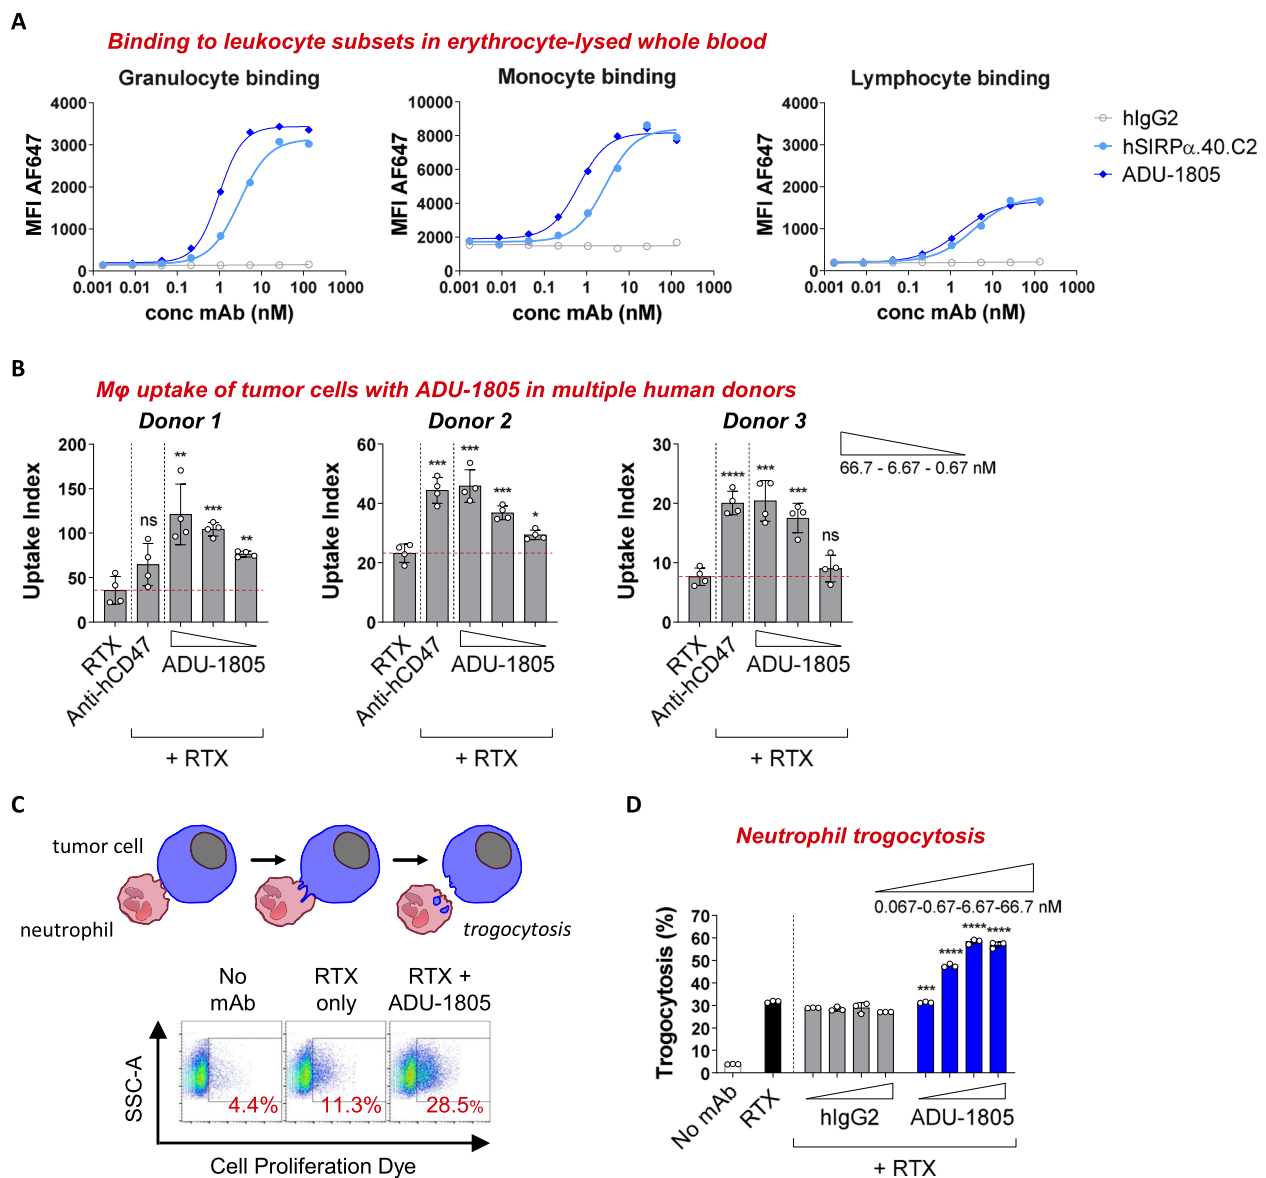 A
Binding to leukocyte subsets in erythrocyte-lysed whole blood
Granulocyte binding
MFI AF647
4000
3000
2000
1000
0
0.001 0.01 0.1 1 10 100 1000
conc mAb (nM)
Monocyte binding
MFI AF647
10000
8000
6000
4000
2000
0
0.001 0.01 0.1 1 10 100 1000
conc mAb (nM)
Lymphocyte binding
MFI AF647
4000
3000
2000
1000
0
0.001 0.01 0.1 1 10 100 1000
conc mAb (nM)
hIgG2
hSIRPα.40.C2
ADU-1805
B
Mφ uptake of tumor cells with ADU-1805 in multiple human donors
Donor 1
Uptake Index
200
150
100
50
0
ns
**
***
**
RTX
Anti-hCD47
ADU-1805
+ RTX
Donor 2
Uptake Index
60
40
20
0
***
***
***
*
RTX
Anti-hCD47
ADU-1805
+ RTX
Donor 3
Uptake Index
30
20
10
0
****
***
***
ns
RTX
Anti-hCD47
ADU-1805
+ RTX
66.7 - 6.67 - 0.67 nM
C
tumor cell
neutrophil
trogocytosis
No
mAb
RTX
only
RTX +
ADU-1805
SSC-A
4.4%
11.3%
28.5%
Cell Proliferation Dye
D
Neutrophil trogocytosis
0.067-0.67-6.67-66.7 nM
Trogocytosis (%)
70
60
50
40
30
20
10
0
***
****
****
****
No mAb
RTX
hIgG2
ADU-1805
+ RTX